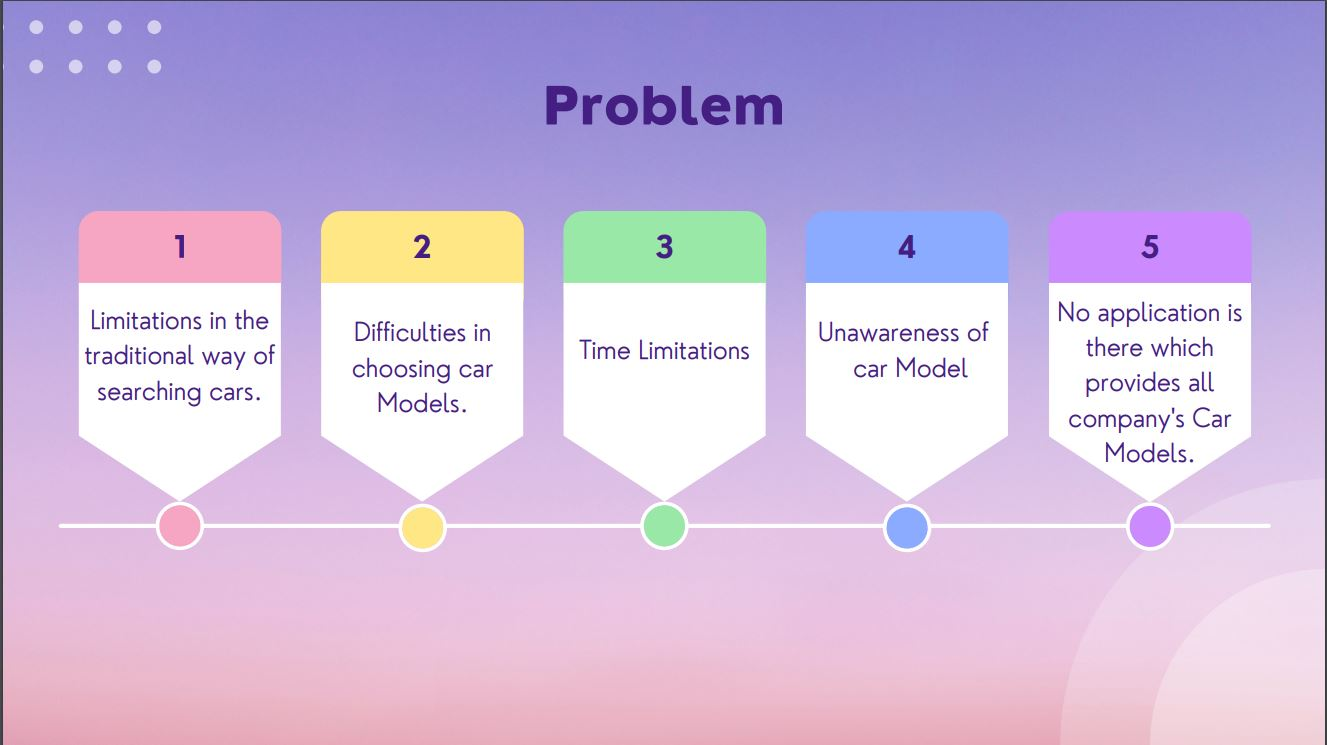 Problem
1
Limitations in the
traditional way of
searching cars.
2
Difficulties in
choosing car
Models.
3
Time Limitations
4
Unawareness of
car Model
5
No application is
there which
provides all
company's Car
Models.